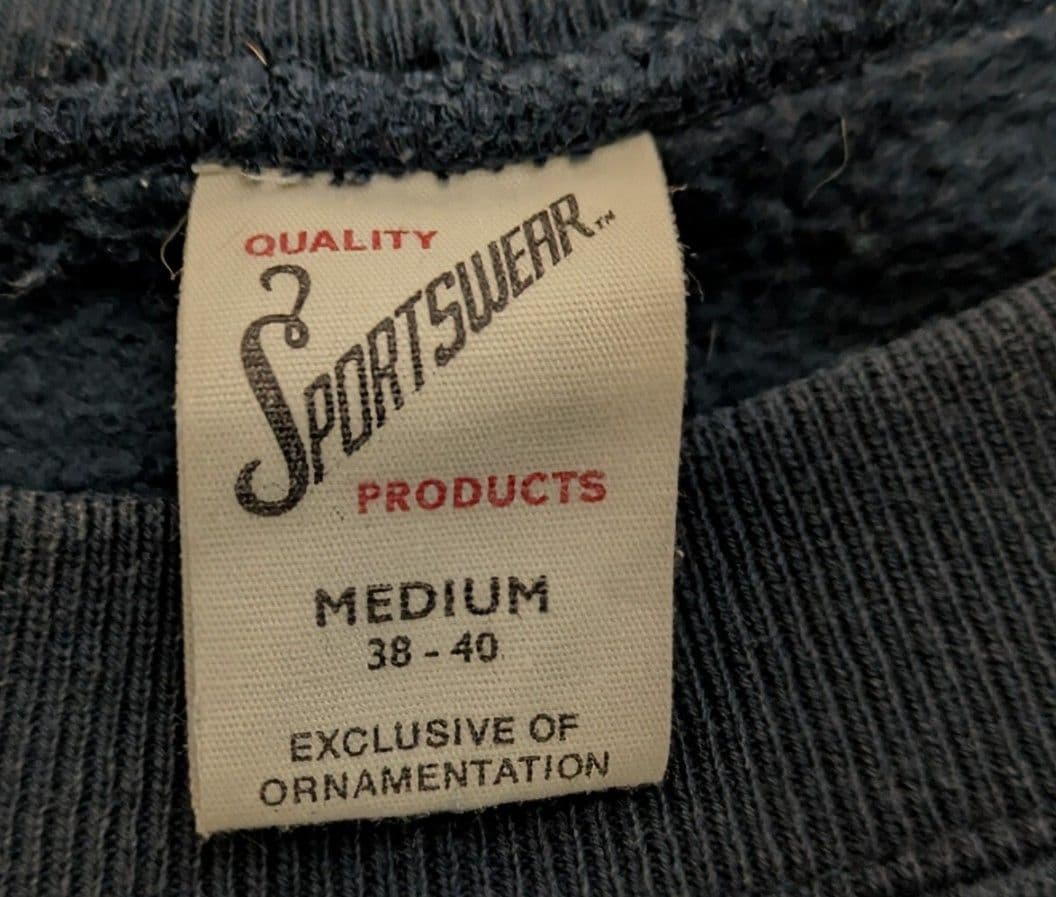 QUALITY
SPORTSWEAR™
PRODUCTS
MEDIUM
38 - 40
EXCLUSIVE OF
ORNAMENTATION